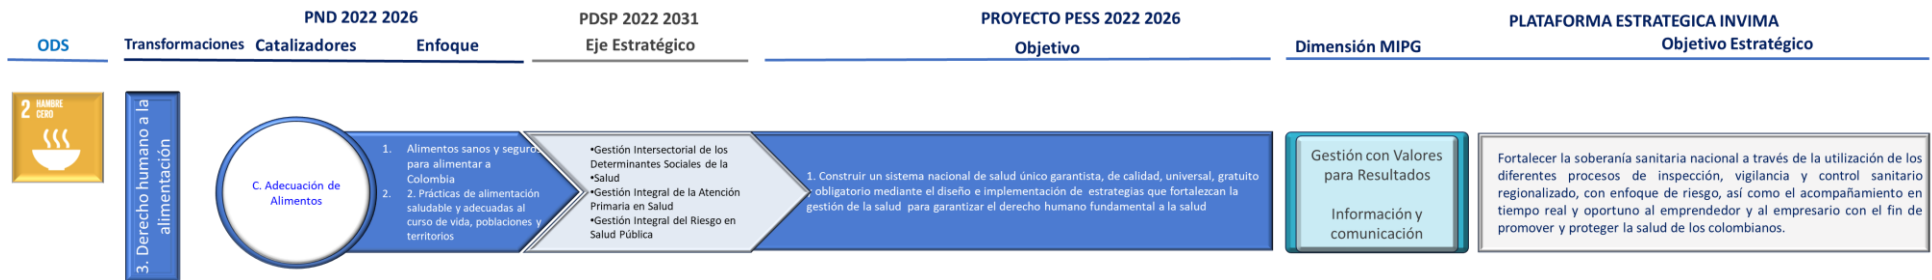 PND 2022 2026
PDSP 2022 2031
PROYECTO PESS 2022 2026
PLATAFORMA ESTRATEGICA INVIMA
ODS
Transformaciones
Catalizadores
Enfoque
Eje Estratégico
Objetivo
Dimensión MIPG
Objetivo Estratégico
2 HAMBRE
CERO
3. Derecho humano a la
alimentación
C. Adecuación de
Alimentos
1. Alimentos sanos y seguros
para alimentar a
Colombia
2. 2. Prácticas de alimentación
saludable y adecuadas al
curso de vida, poblaciones y
territorios
•Gestión Intersectorial de los
Determinantes Sociales de la
•Salud
•Gestión Integral de la Atención
Primaria en Salud
•Gestión Integral del Riesgo en
Salud Pública
1. Construir un sistema nacional de salud único garantista, de calidad, universal, gratuito
y obligatorio mediante el diseño e implementación de estrategias que fortalezcan la
gestión de la salud para garantizar el derecho humano fundamental a la salud
Gestión con Valores
para Resultados
Información y
comunicación
Fortalecer la soberanía sanitaria nacional a través de la utilización de los
diferentes procesos de inspección, vigilancia y control sanitario
regionalizado, con enfoque de riesgo, así como el acompañamiento en
tiempo real y oportuno al emprendedor y al empresario con el fin de
promover y proteger la salud de los colombianos.